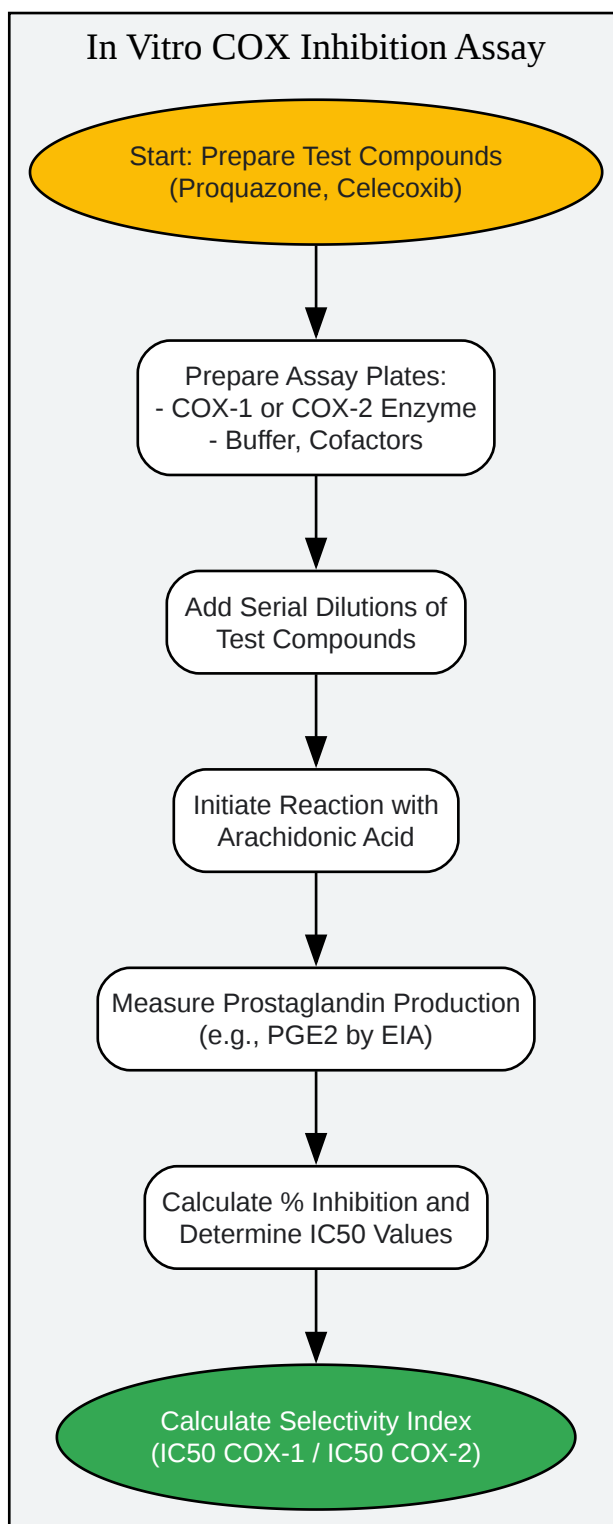 In Vitro COX Inhibition Assay
Start: Prepare Test Compounds
(Proquazone, Celecoxib)
Prepare Assay Plates:
- COX-1 or COX-2 Enzyme
- Buffer, Cofactors
Add Serial Dilutions of
Test Compounds
Initiate Reaction with
Arachidonic Acid
Measure Prostaglandin Production
(e.g., PGE2 by EIA)
Calculate % Inhibition and
Determine IC50 Values
Calculate Selectivity Index
(IC50 COX-1 / IC50 COX-2)